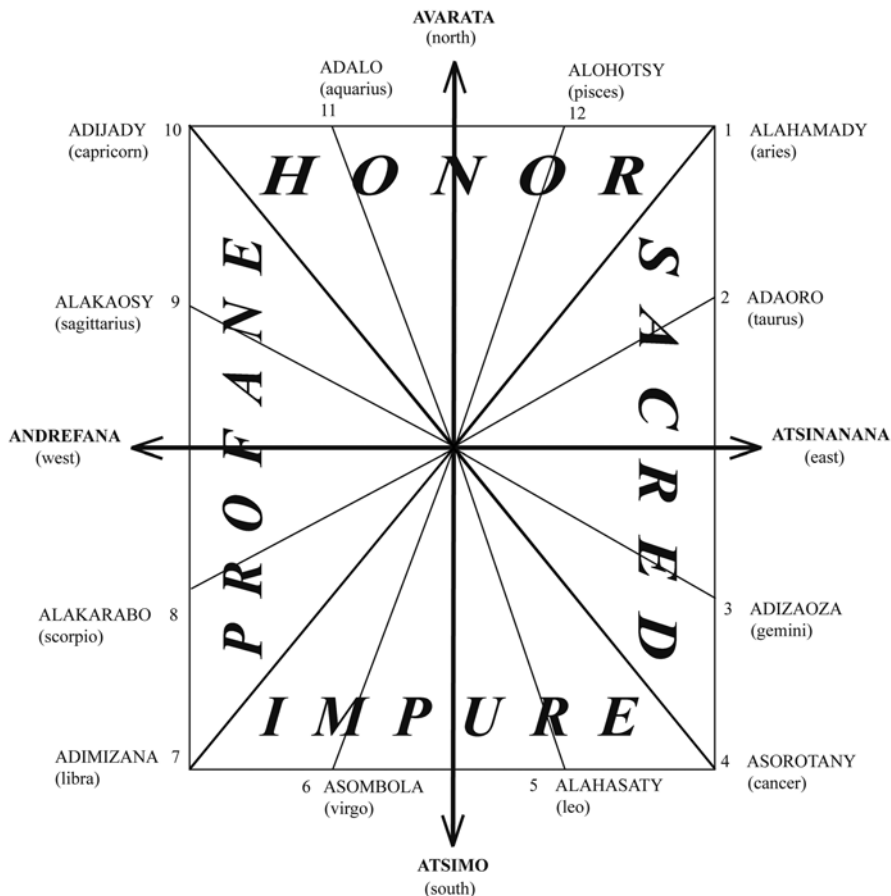 AVARATA
(north)
ADALO
(aquarius)
11
ALOHOTSY
(pisces)
12
ADIJADY
(capricorn)
10
1
ALAHAMADY
(aries)
HONOR
SACRED
PROFANE
IMPURE
ALAKAOSY
(sagittarius)
9
2
ADAORO
(taurus)
ANDREFANA
(west)
ATSINANANA
(east)
ALAKARABO
(scorpio)
8
3
ADIZAOZA
(gemini)
ADIMIZANA
(libra)
7
6
ASOMBOLA
(virgo)
5
ALAHASATY
(leo)
4
ASOROTANY
(cancer)
ATSIMO
(south)